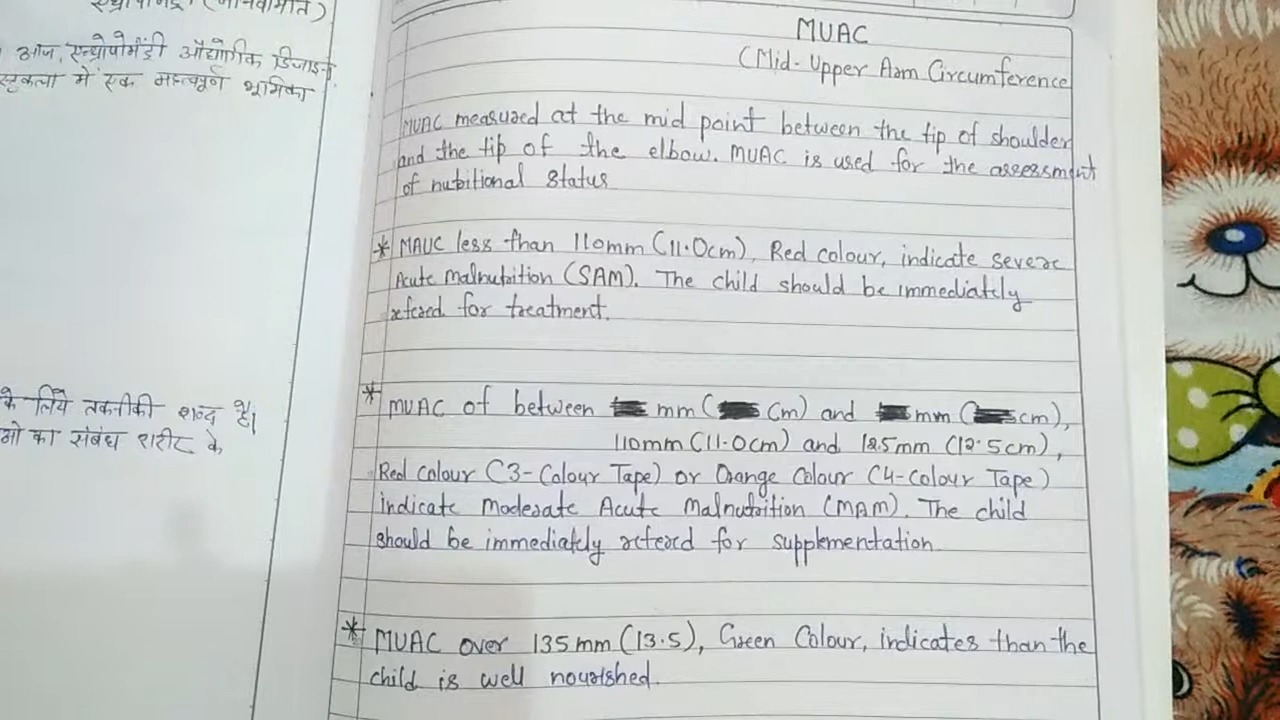 एन्थ्रोपोमेट्री (मानवमिति)
आज, एन्थ्रोपोमेट्री औद्योगिक डिजाइन
में एक महत्वपूर्ण भूमिका
के लिये तकनीकी शब्द है।
ओ का संबंध शरीर के
MUAC
(Mid-Upper Arm Circumference
MUAC measured at the mid point between the tip of shoulder
and the tip of the elbow. MUAC is used for the assessment
of nutritional status
* MAUC less than 110mm (11.0cm), Red colour, indicate severe
Acute malnutrition (SAM). The child should be immediately
refered for treatment.
* MUAC of between mm ( cm) and mm ( cm),
110mm (11.0cm) and 12.5mm (12.5cm),
Red colour (3-Colour Tape) or Orange Colour (4-Colour Tape)
indicate Moderate Acute Malnutrition (MAM). The child
should be immediately refered for supplementation.
* MUAC over 135mm (13.5), Green Colour, indicates than the
child is well nourished.